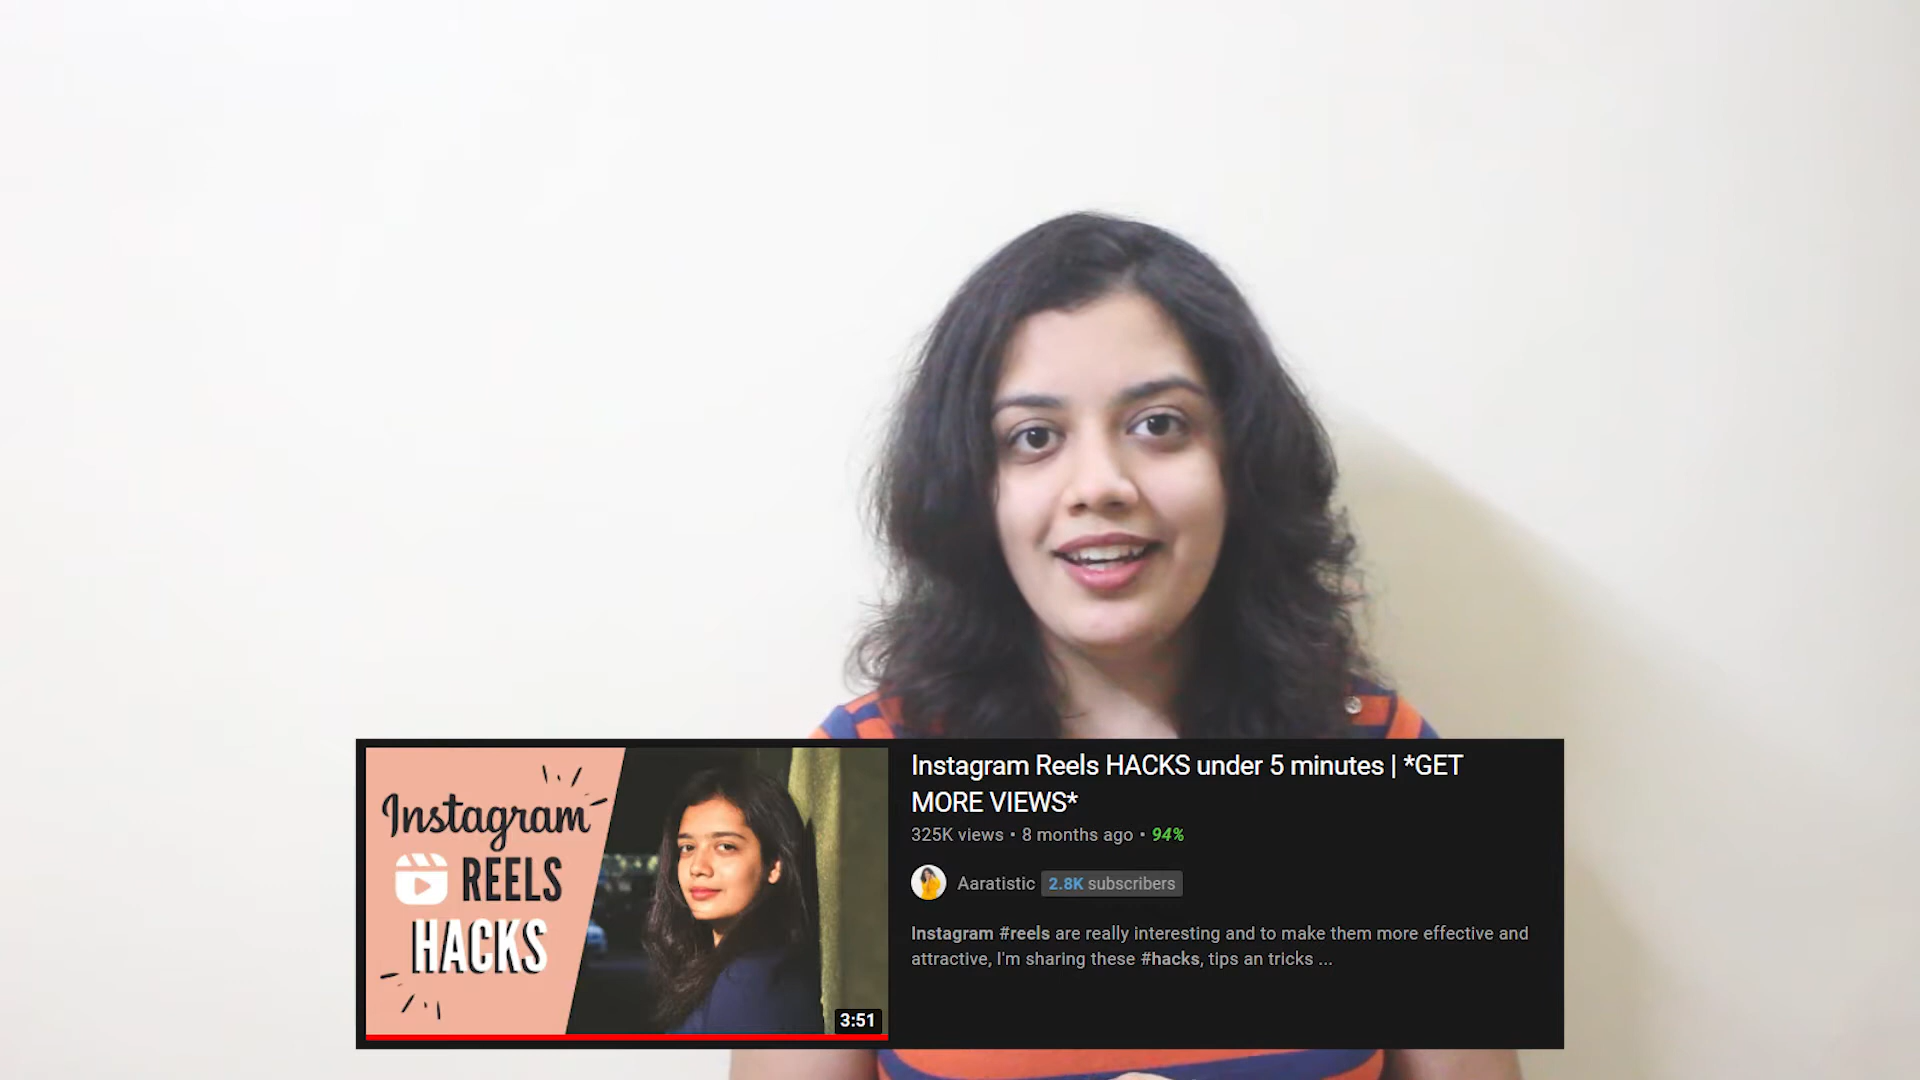 Instagram
REELS
HACKS
3:51
Instagram Reels HACKS under 5 minutes | *GET
MORE VIEWS*
325K views • 8 months ago • 94%
Aaratistic 2.8K subscribers
Instagram #reels are really interesting and to make them more effective and
attractive, I'm sharing these #hacks, tips an tricks ...